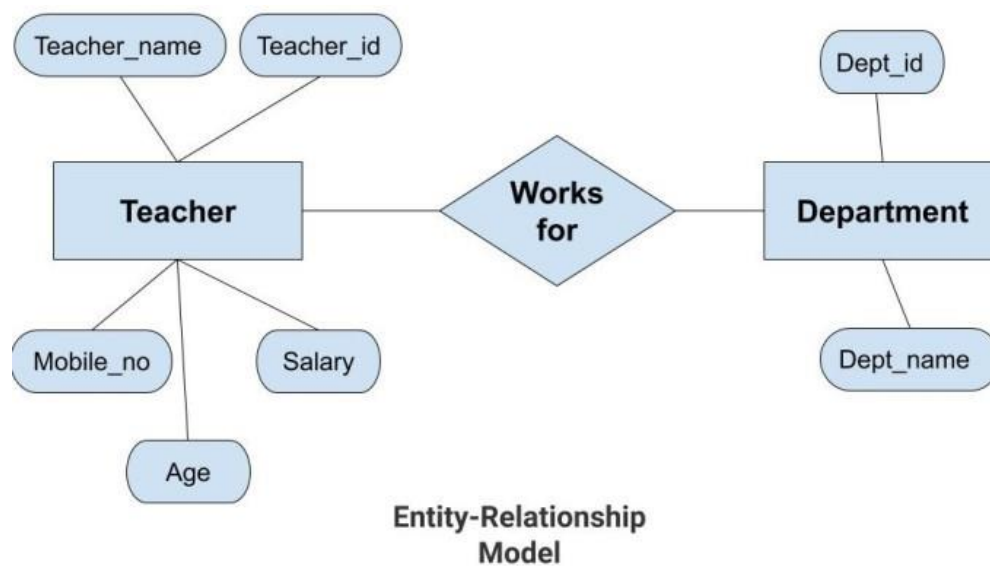 Teacher_name
Teacher_id
Dept_id
Teacher
Works
for
Department
Mobile_no
Salary
Dept_name
Age
Entity-Relationship
Model